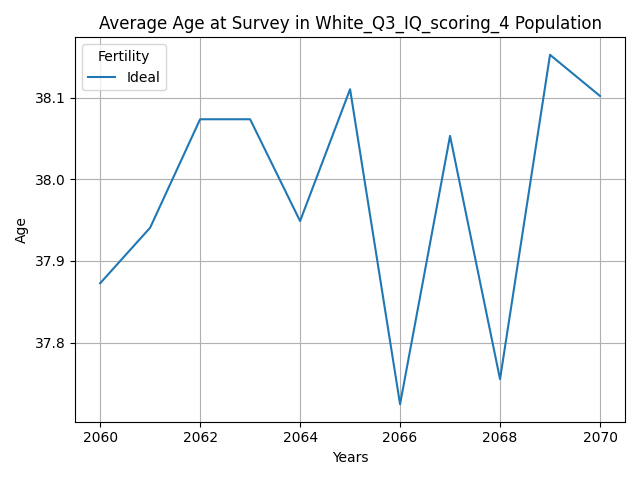 Average Age at Survey in White_Q3_IQ_scoring_4 Population
Fertility
Ideal
38.1
38.0
37.9
37.8
Age
2060 2062 2064 2066 2068 2070
Years